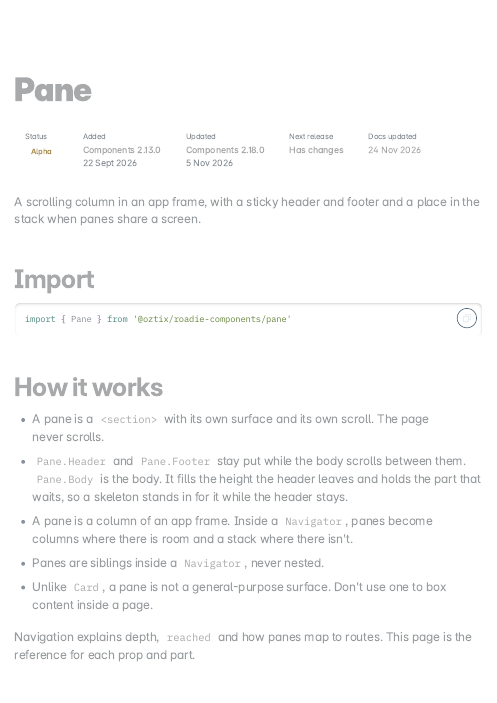 Pane
Status Added Updated Next release Docs updated
Alpha Components 2.13.0 Components 2.18.0 Has changes 24 Nov 2026
22 Sept 2026 5 Nov 2026
A scrolling column in an app frame, with a sticky header and footer and a place in the
stack when panes share a screen.
Import
import { Pane } from '@oztix/roadie-components/pane'
How it works
• A pane is a <section> with its own surface and its own scroll. The page
never scrolls.
• Pane.Header and Pane.Footer stay put while the body scrolls between them.
Pane.Body is the body. It fills the height the header leaves and holds the part that
waits, so a skeleton stands in for it while the header stays.
• A pane is a column of an app frame. Inside a Navigator, panes become
columns where there is room and a stack where there isn't.
• Panes are siblings inside a Navigator, never nested.
• Unlike Card, a pane is not a general-purpose surface. Don't use one to box
content inside a page.
Navigation explains depth, reached and how panes map to routes. This page is the
reference for each prop and part.